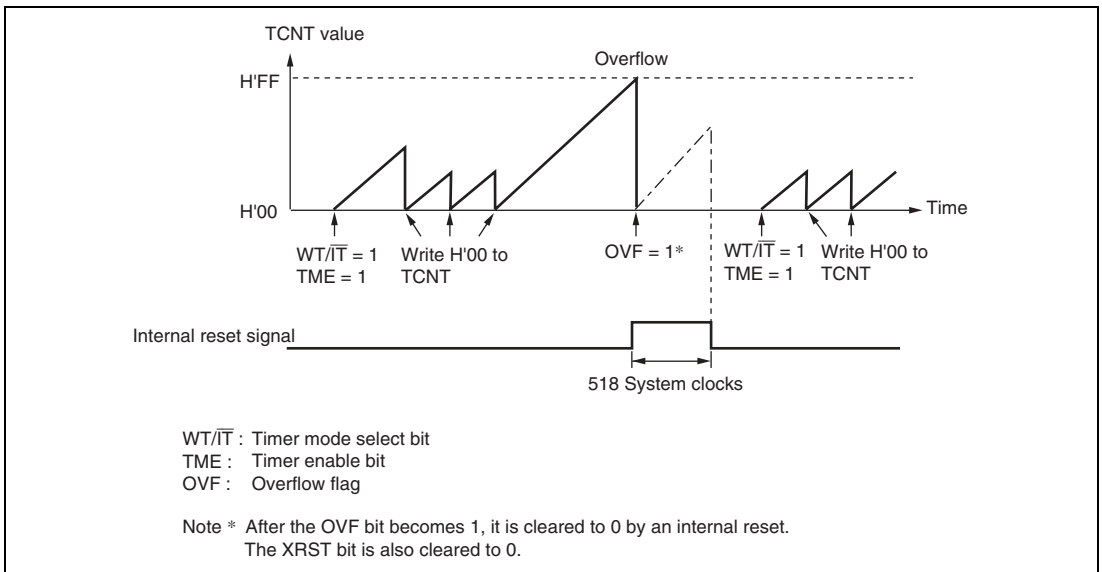 TCNT value
Overflow
H'FF
H'00
Time
WT/I̅T̅ = 1
TME = 1
Write H'00 to
TCNT
OVF = 1*
WT/I̅T̅ = 1
TME = 1
Write H'00 to
TCNT
Internal reset signal
518 System clocks
WT/I̅T̅ : Timer mode select bit
TME : Timer enable bit
OVF : Overflow flag
Note * After the OVF bit becomes 1, it is cleared to 0 by an internal reset.
The XRST bit is also cleared to 0.